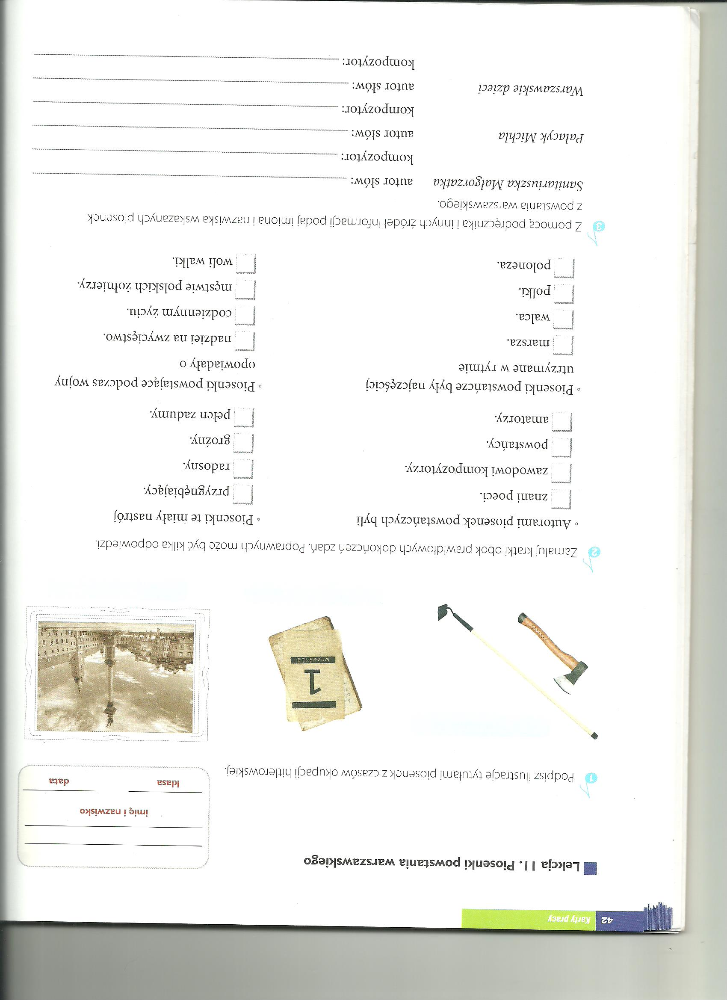 42 Karty pracy
Lekcja 11. Piosenki powstania warszawskiego
imię i nazwisko
klasa data
1 Podpisz ilustracje tytułami piosenek z czasów okupacji hitlerowskiej.
1
września
2 Zamaluj kratki obok prawidłowych dokończeń zdań. Poprawnych może być kilka odpowiedzi.
◦ Autorami piosenek powstańczych byli
znani poeci.
zawodowi kompozytorzy.
powstańcy.
amatorzy.
◦ Piosenki te miały nastrój
przygnębiający.
radosny.
groźny.
pełen zadumy.
◦ Piosenki powstańcze były najczęściej
utrzymane w rytmie
marsza.
walca.
polki.
poloneza.
◦ Piosenki powstające podczas wojny
opowiadały o
nadziei na zwycięstwo.
codziennym życiu.
męstwie polskich żołnierzy.
woli walki.
3 Z pomocą podręcznika i innych źródeł informacji podaj imiona i nazwiska wskazanych piosenek
z powstania warszawskiego.
Sanitariuszka Małgorzatka autor słów:
kompozytor:
Pałacyk Michla autor słów:
kompozytor:
Warszawskie dzieci autor słów:
kompozytor: